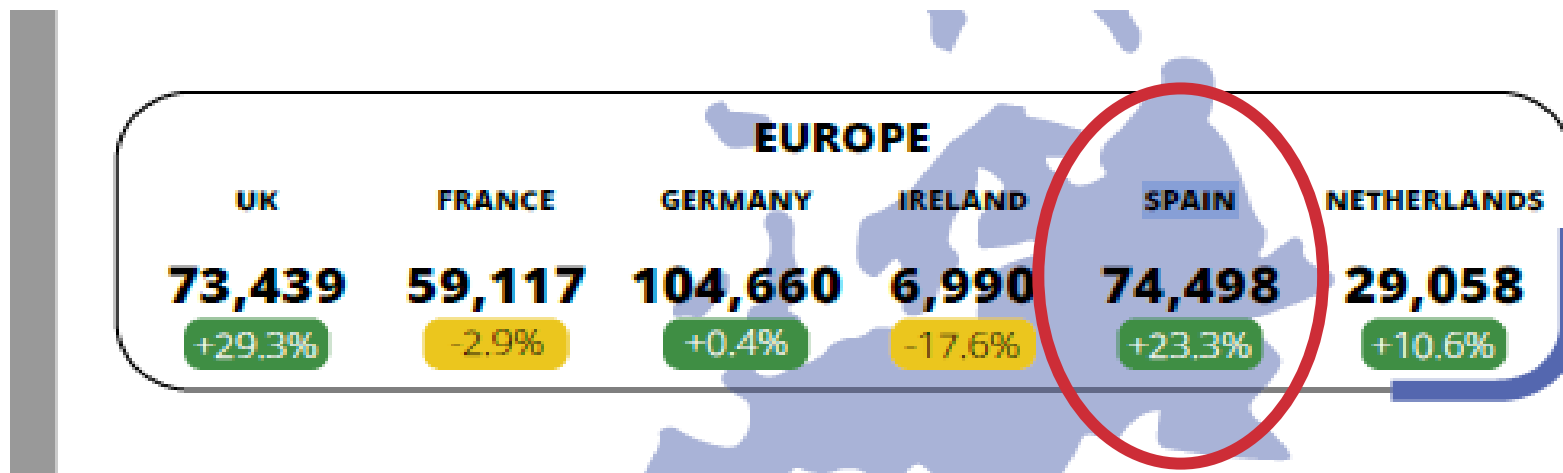 EUROPE
UK FRANCE GERMANY IRELAND SPAIN NETHERLANDS
73,439 59,117 104,660 6,990 74,498 29,058
+29.3% -2.9% +0.4% -17.6% +23.3% +10.6%